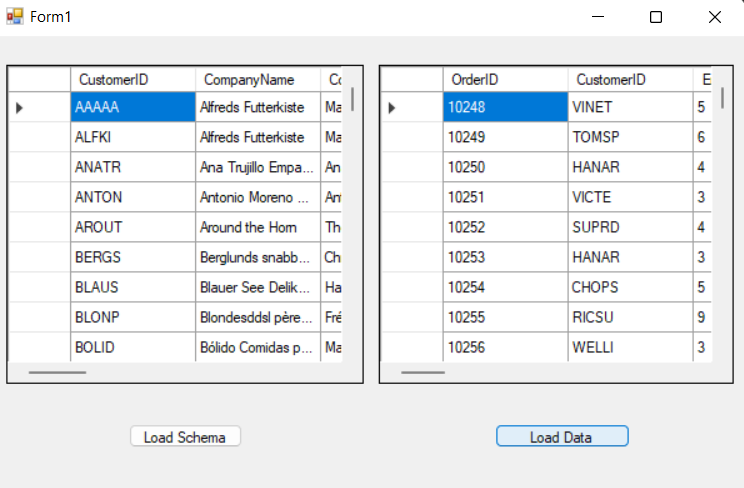 Form1
CustomerID CompanyName Co
AAAAA Alfreds Futterkiste Ma
ALFKI Alfreds Futterkiste Ma
ANATR Ana Trujillo Empa... An
ANTON Antonio Moreno ... Ant
AROUT Around the Horn Th
BERGS Berglunds snabb... Chr
BLAUS Blauer See Delik... Ha
BLONP Blondesddsl père... Fré
BOLID Bólido Comidas p... Ma
OrderID CustomerID E
10248 VINET 5
10249 TOMSP 6
10250 HANAR 4
10251 VICTE 3
10252 SUPRD 4
10253 HANAR 3
10254 CHOPS 5
10255 RICSU 9
10256 WELLI 3
Load Schema
Load Data